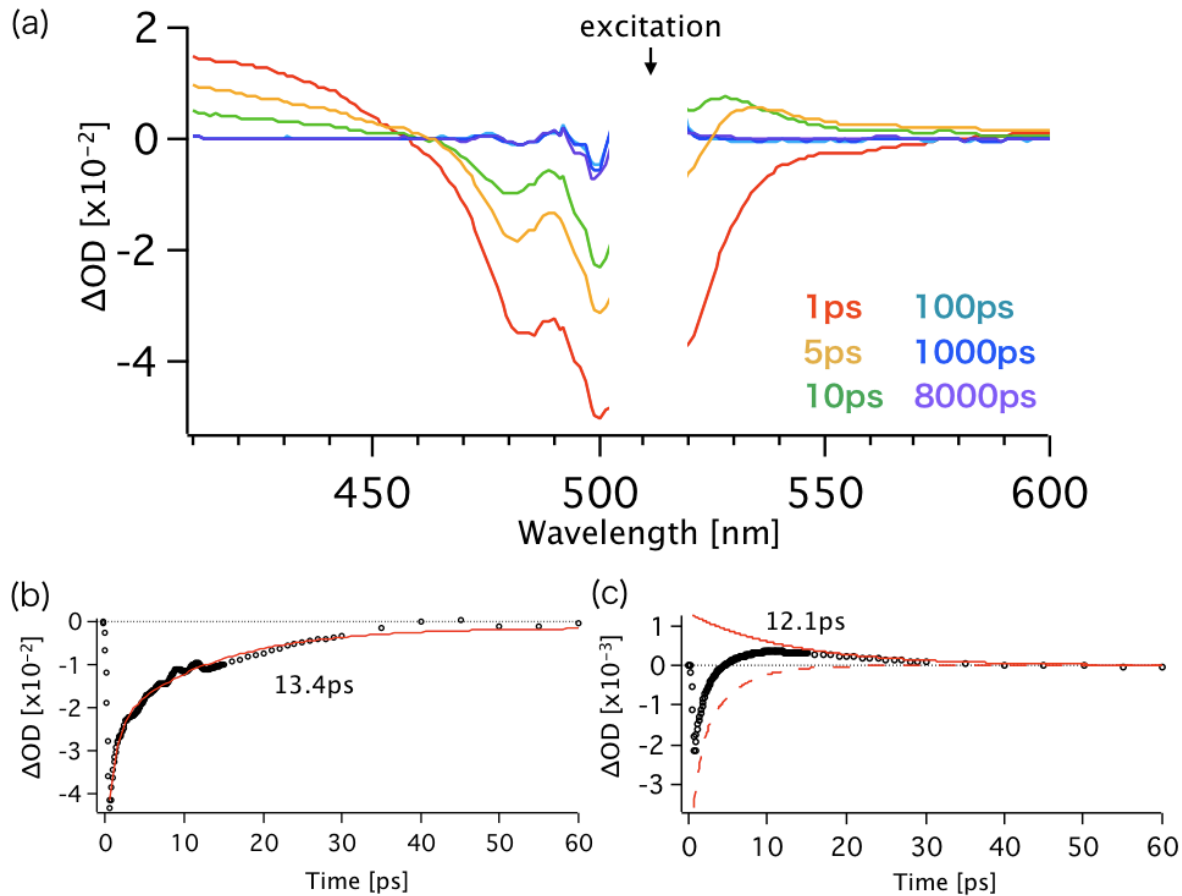 (a)
excitation
2
0
-2
-4
ΔOD [x10⁻²]
1ps 100ps
5ps 1000ps
10ps 8000ps
450 500 550 600
Wavelength [nm]
(b)
0
-1
-2
-3
-4
ΔOD [x10⁻²]
13.4ps
0 10 20 30 40 50 60
Time [ps]
(c)
1
0
-1
-2
-3
ΔOD [x10⁻³]
12.1ps
0 10 20 30 40 50 60
Time [ps]